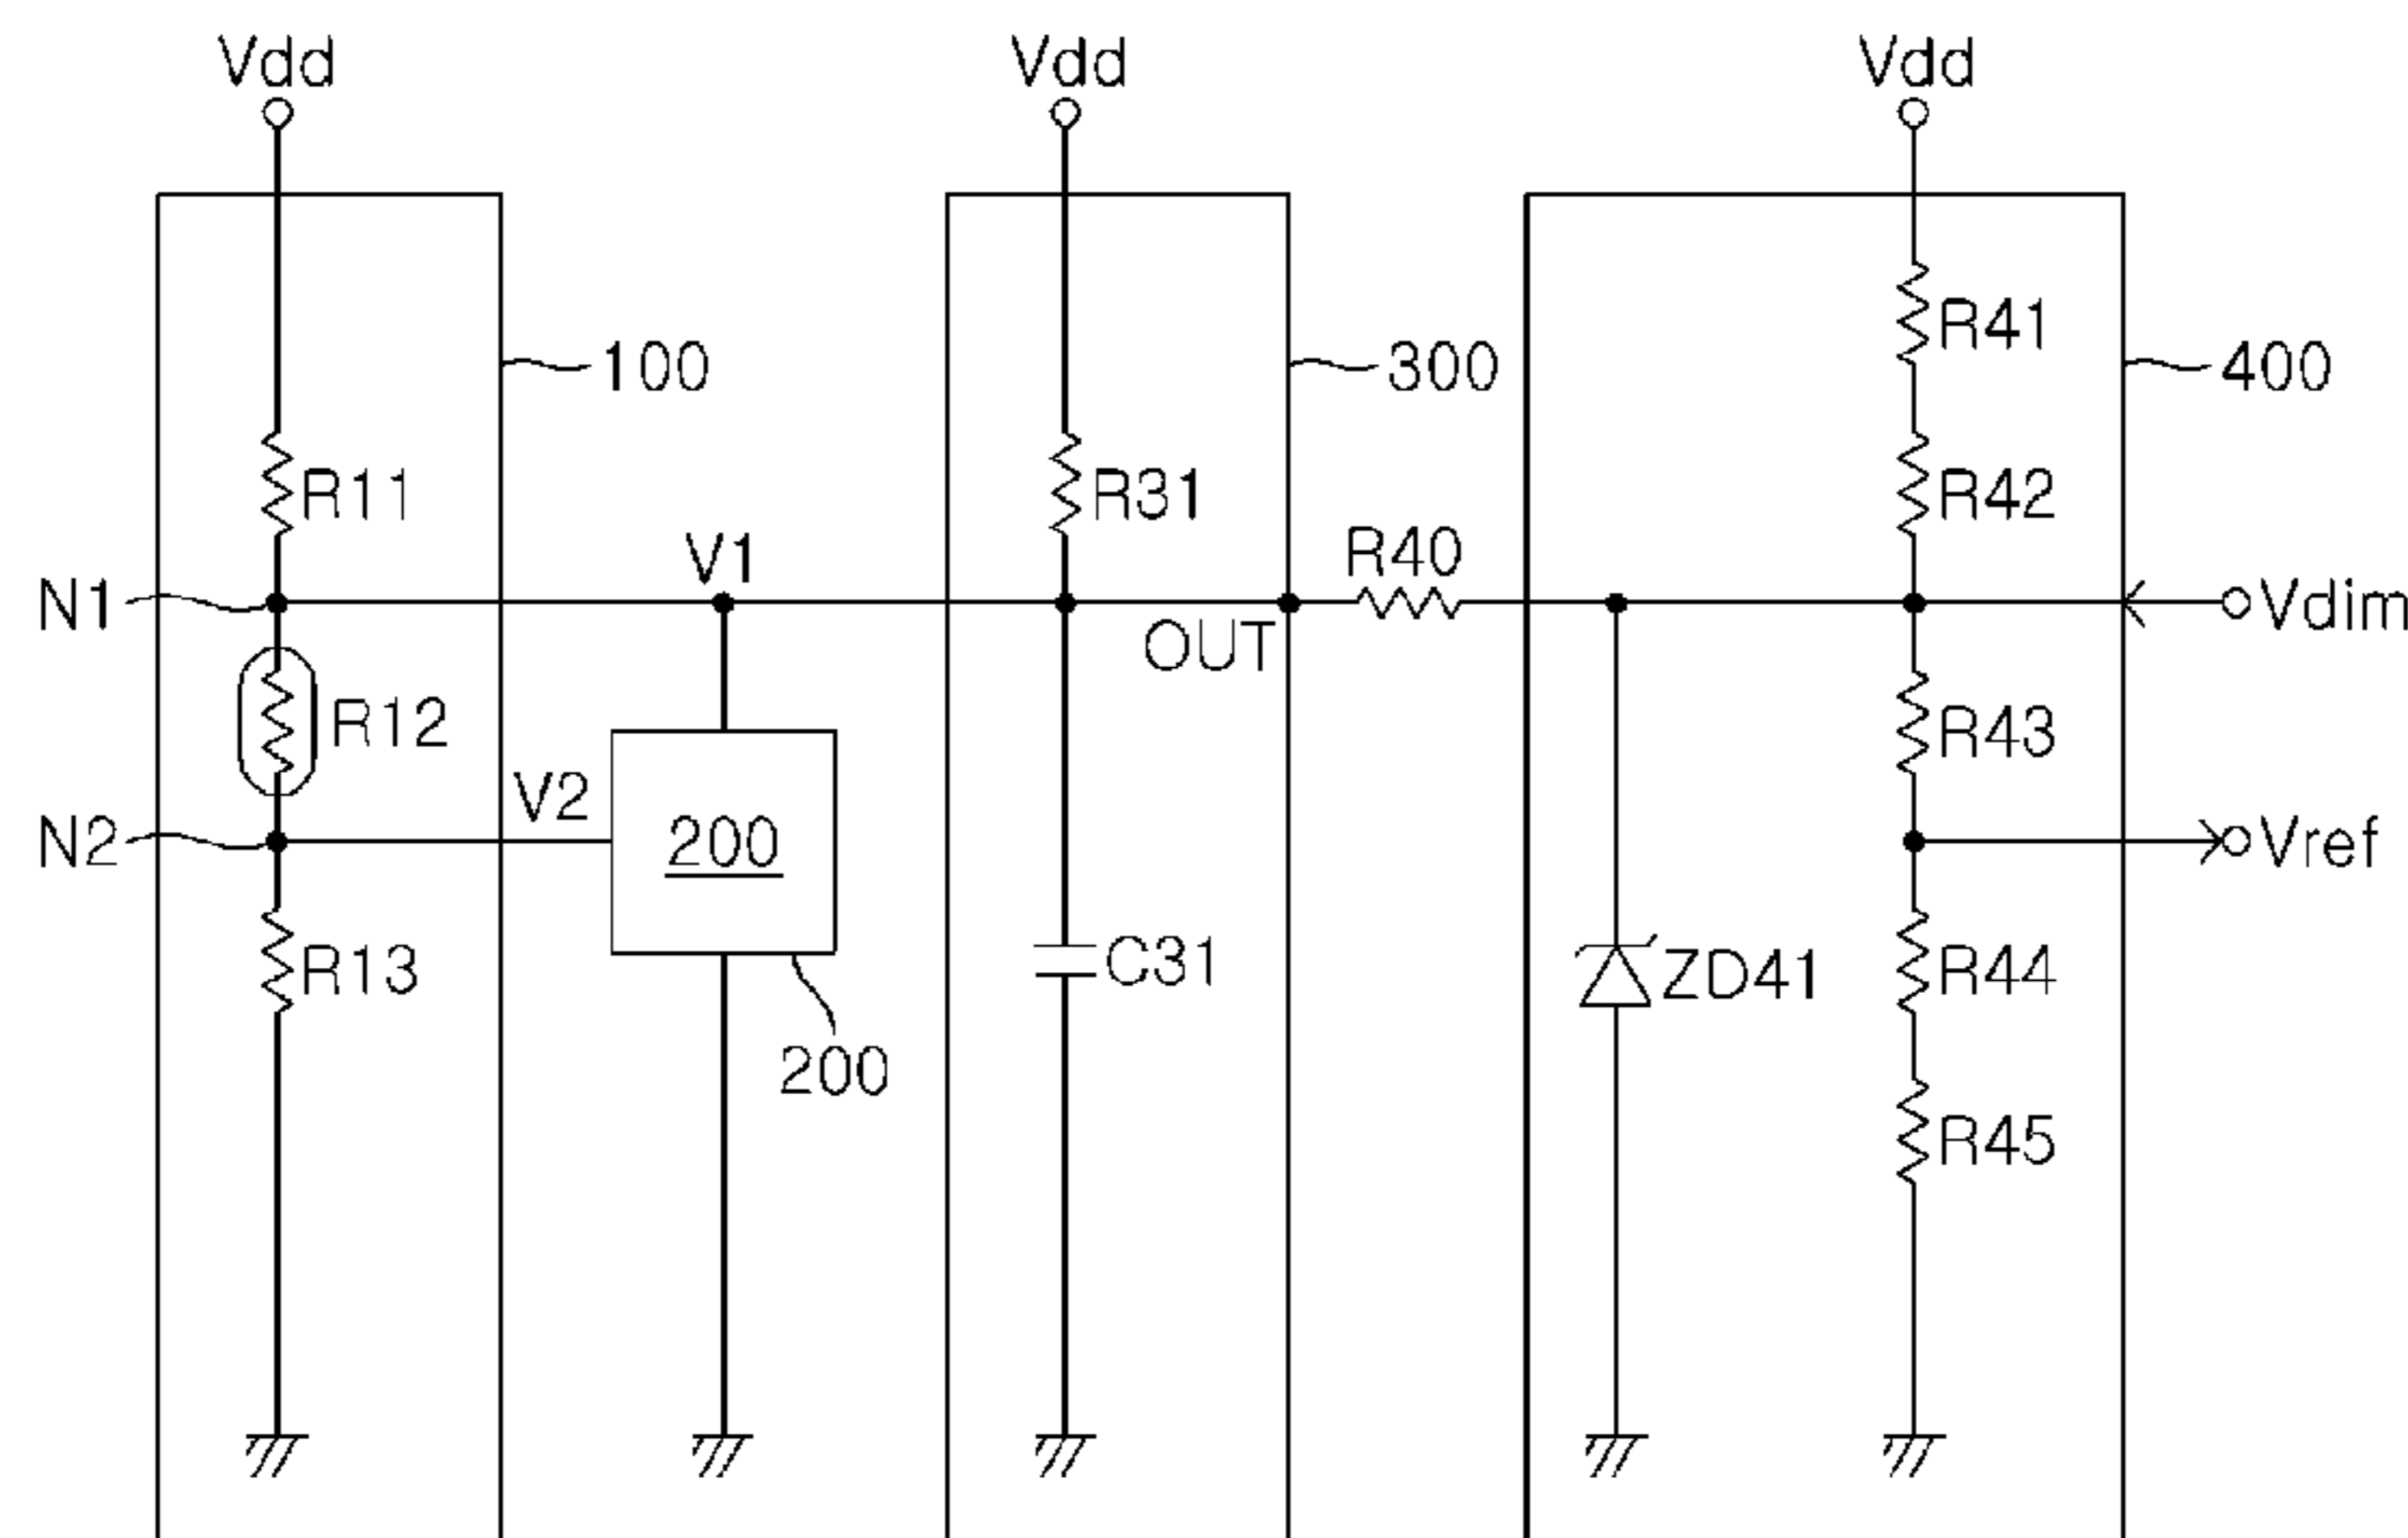 Vdd Vdd Vdd
R41
100 300 400
R11 R31 R42
V1 R40
N1 OUT Vdim
R12 R43
V2
N2 200 Vref
R13 C31 ZD41 R44
200
R45